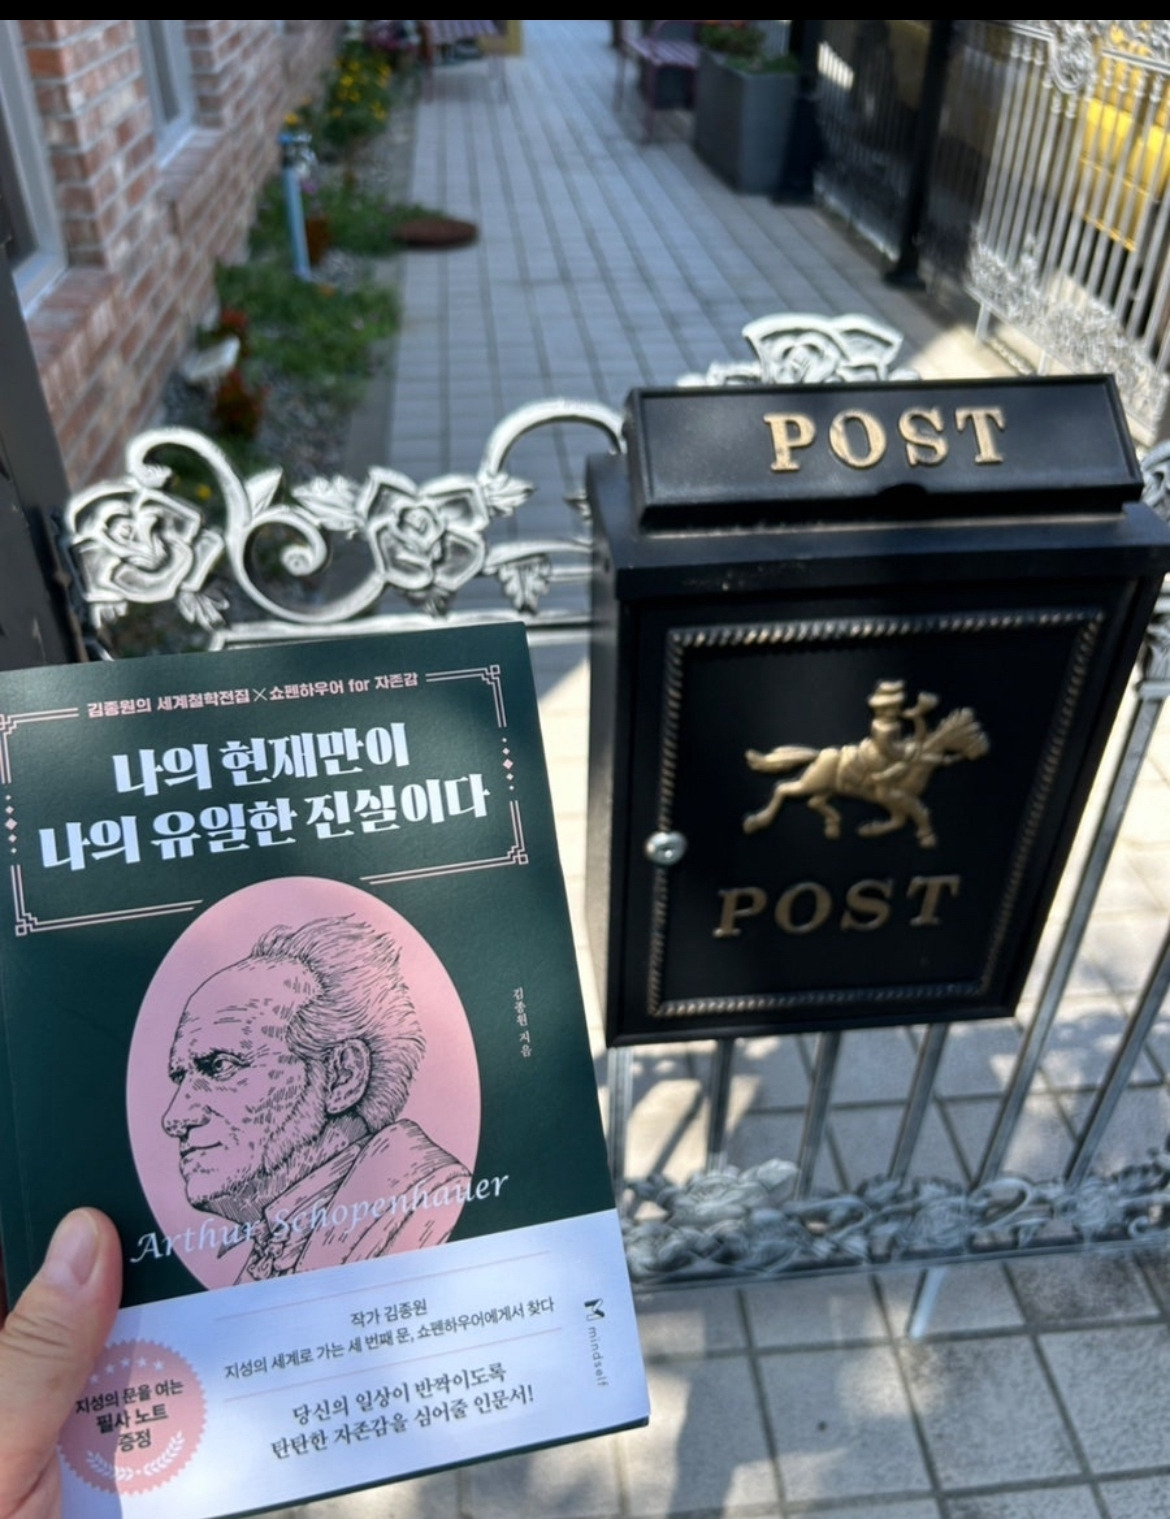 POST
POST
김종원의 세계철학전집×쇼펜하우어 for 자존감
나의 현재만이
나의 유일한 진실이다
김종원 지음
Arthur Schopenhauer
작가 김종원
지성의 세계로 가는 세 번째 문, 쇼펜하우어에게서 찾다
당신의 일상이 반짝이도록
탄탄한 자존감을 심어줄 인문서!
mindself
지성의 문을 여는
필사 노트
증정